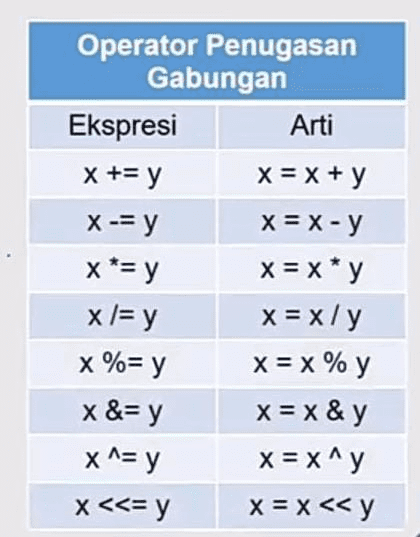 Operator Penugasan
Gabungan
Ekspresi Arti
x += y x = x + y
x -= y x = x - y
x *= y x = x * y
x /= y x = x / y
x %= y x = x % y
x &= y x = x & y
x ^= y x = x ^ y
x <<= y x = x << y